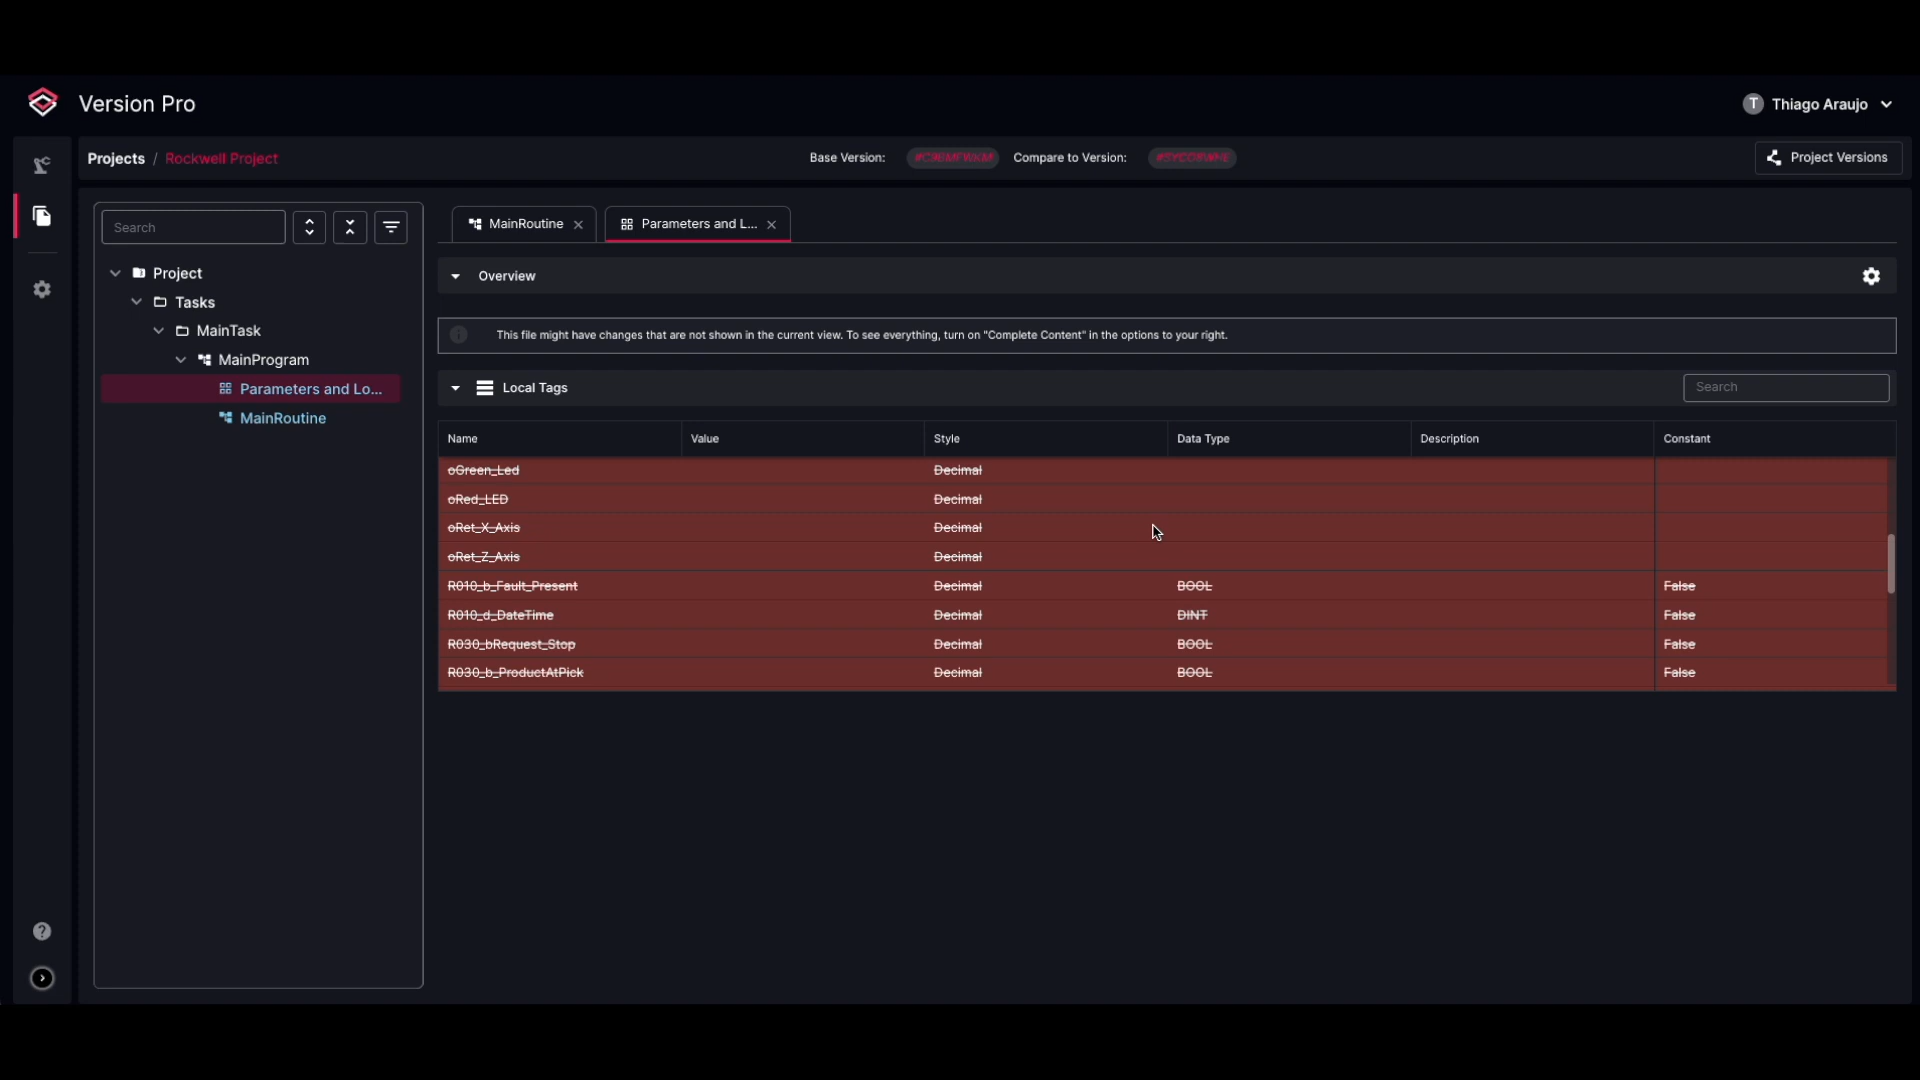 Version Pro
T Thiago Araujo
Projects / Rockwell Project
Base Version: Compare to Version:
Project Versions
Search
MainRoutine
Parameters and L...
Project
Overview
Tasks
MainTask
This file might have changes that are not shown in the current view. To see everything, turn on "Complete Content" in the options to your right.
MainProgram
Parameters and Lo...
Local Tags
Search
MainRoutine
Name Value Style Data Type Description Constant
oGreen_Led Decimal
oRed_LED Decimal
oRet_X_Axis Decimal
oRet_Z_Axis Decimal
R010_b_Fault_Present Decimal BOOL False
R010_d_DateTime Decimal DINT False
R030_bRequest_Stop Decimal BOOL False
R030_b_ProductAtPick Decimal BOOL False